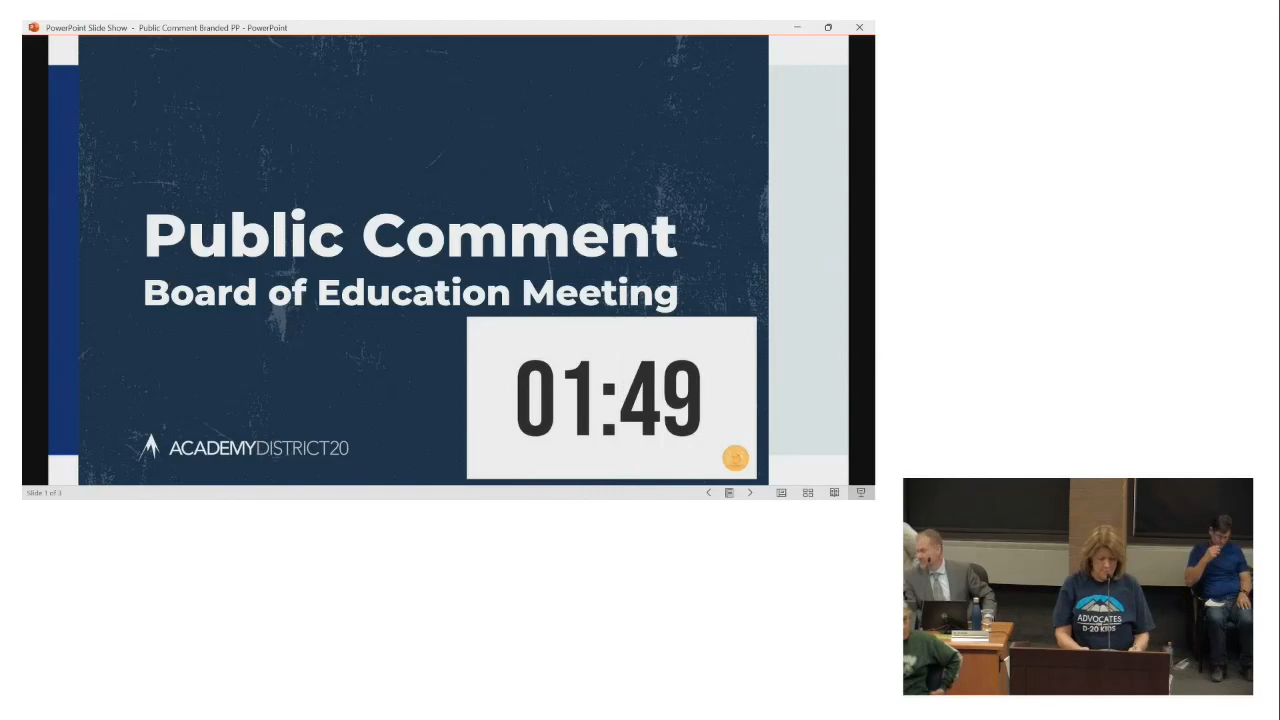 PowerPoint Slide Show - Public Comment Branded PP - PowerPoint
Public Comment
Board of Education Meeting
01:49
ACADEMYDISTRICT20
Slide 1 of 3
ADVOCATES
D-20 KIDS